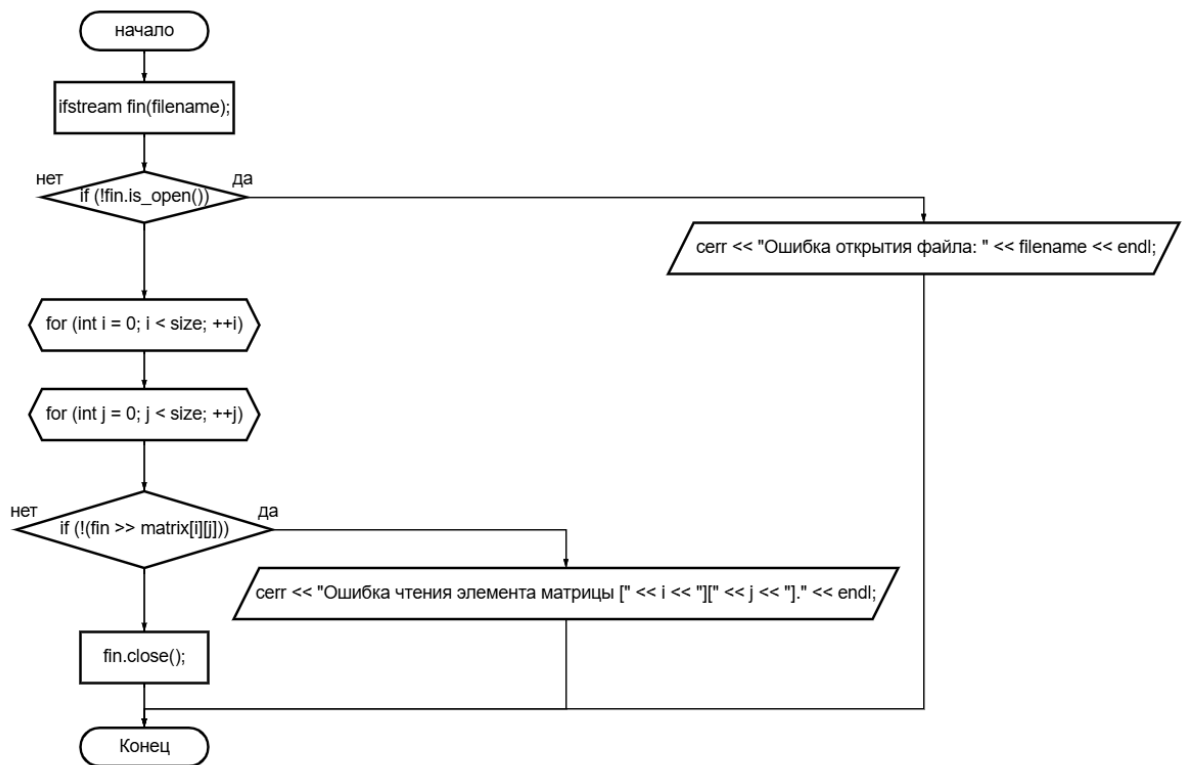 начало
ifstream fin(filename);
нет
да
if (!fin.is_open())
cerr << "Ошибка открытия файла: " << filename << endl;
for (int i = 0; i < size; ++i)
for (int j = 0; j < size; ++j)
нет
да
if (!(fin >> matrix[i][j]))
cerr << "Ошибка чтения элемента матрицы [" << i << "][" << j << "]." << endl;
fin.close();
Конец